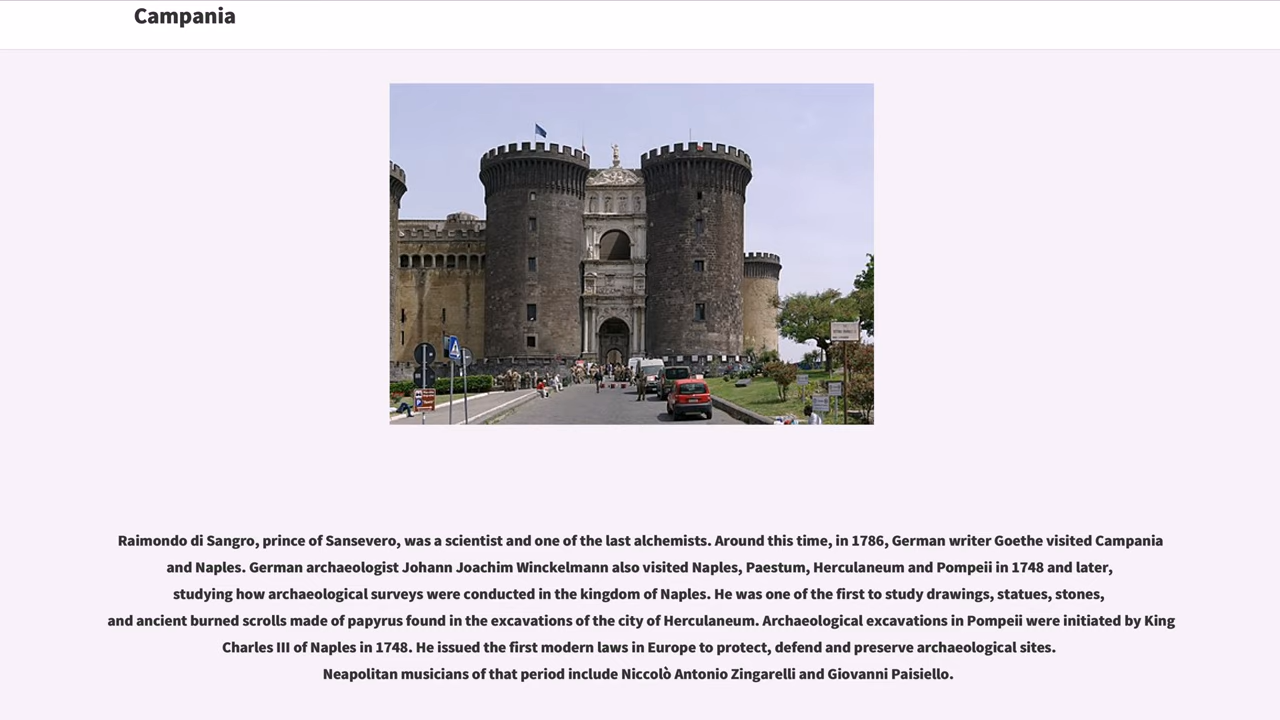 Campania
Raimondo di Sangro, prince of Sansevero, was a scientist and one of the last alchemists. Around this time, in 1786, German writer Goethe visited Campania
and Naples. German archaeologist Johann Joachim Winckelmann also visited Naples, Paestum, Herculaneum and Pompeii in 1748 and later,
studying how archaeological surveys were conducted in the kingdom of Naples. He was one of the first to study drawings, statues, stones,
and ancient burned scrolls made of papyrus found in the excavations of the city of Herculaneum. Archaeological excavations in Pompeii were initiated by King
Charles III of Naples in 1748. He issued the first modern laws in Europe to protect, defend and preserve archaeological sites.
Neapolitan musicians of that period include Niccolò Antonio Zingarelli and Giovanni Paisiello.